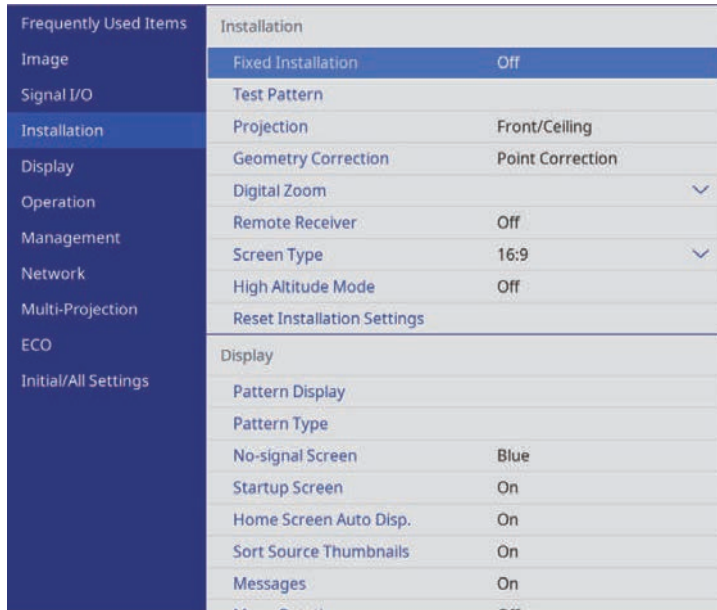 Frequently Used Items
Image
Signal I/O
Installation
Display
Operation
Management
Network
Multi-Projection
ECO
Initial/All Settings
Installation
Fixed Installation Off
Test Pattern
Projection Front/Ceiling
Geometry Correction Point Correction
Digital Zoom
Remote Receiver Off
Screen Type 16:9
High Altitude Mode Off
Reset Installation Settings
Display
Pattern Display
Pattern Type
No-signal Screen Blue
Startup Screen On
Home Screen Auto Disp. On
Sort Source Thumbnails On
Messages On